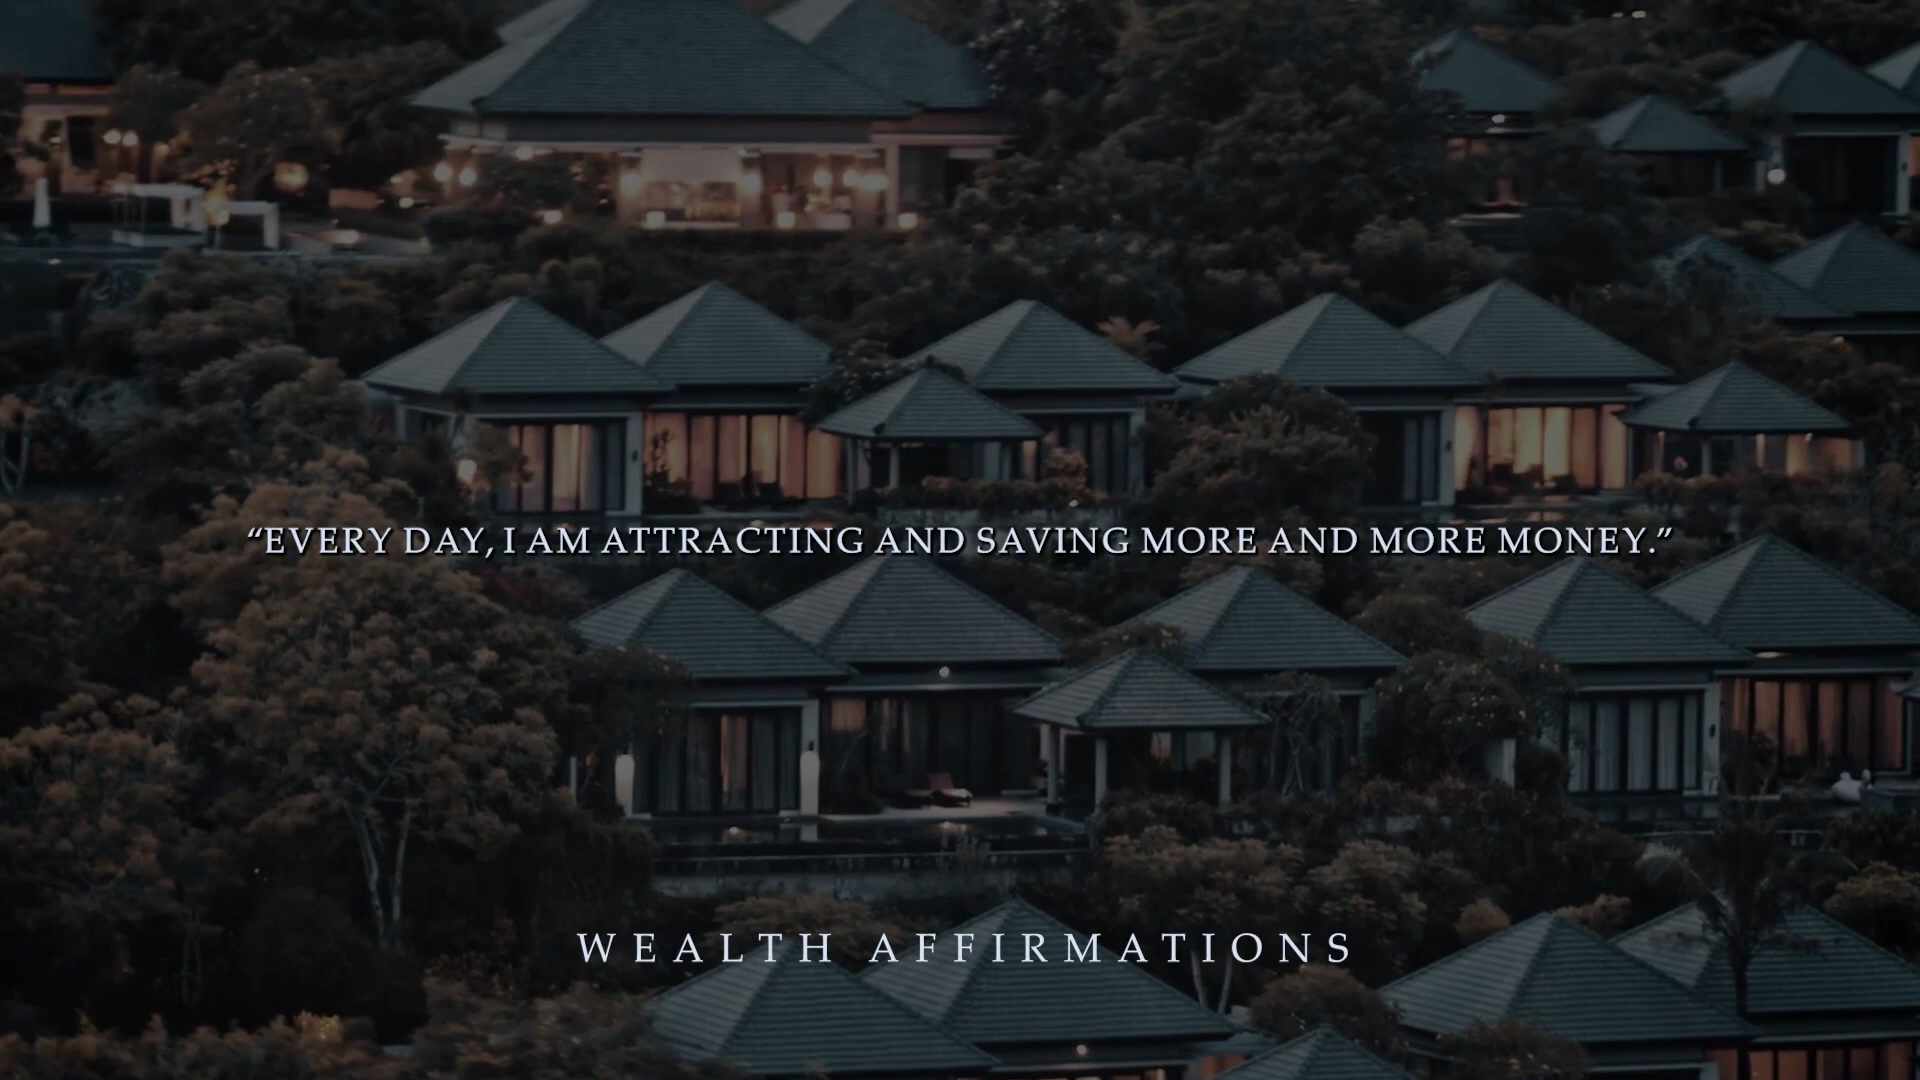 “EVERY DAY, I AM ATTRACTING AND SAVING MORE AND MORE MONEY.”
WEALTH AFFIRMATIONS